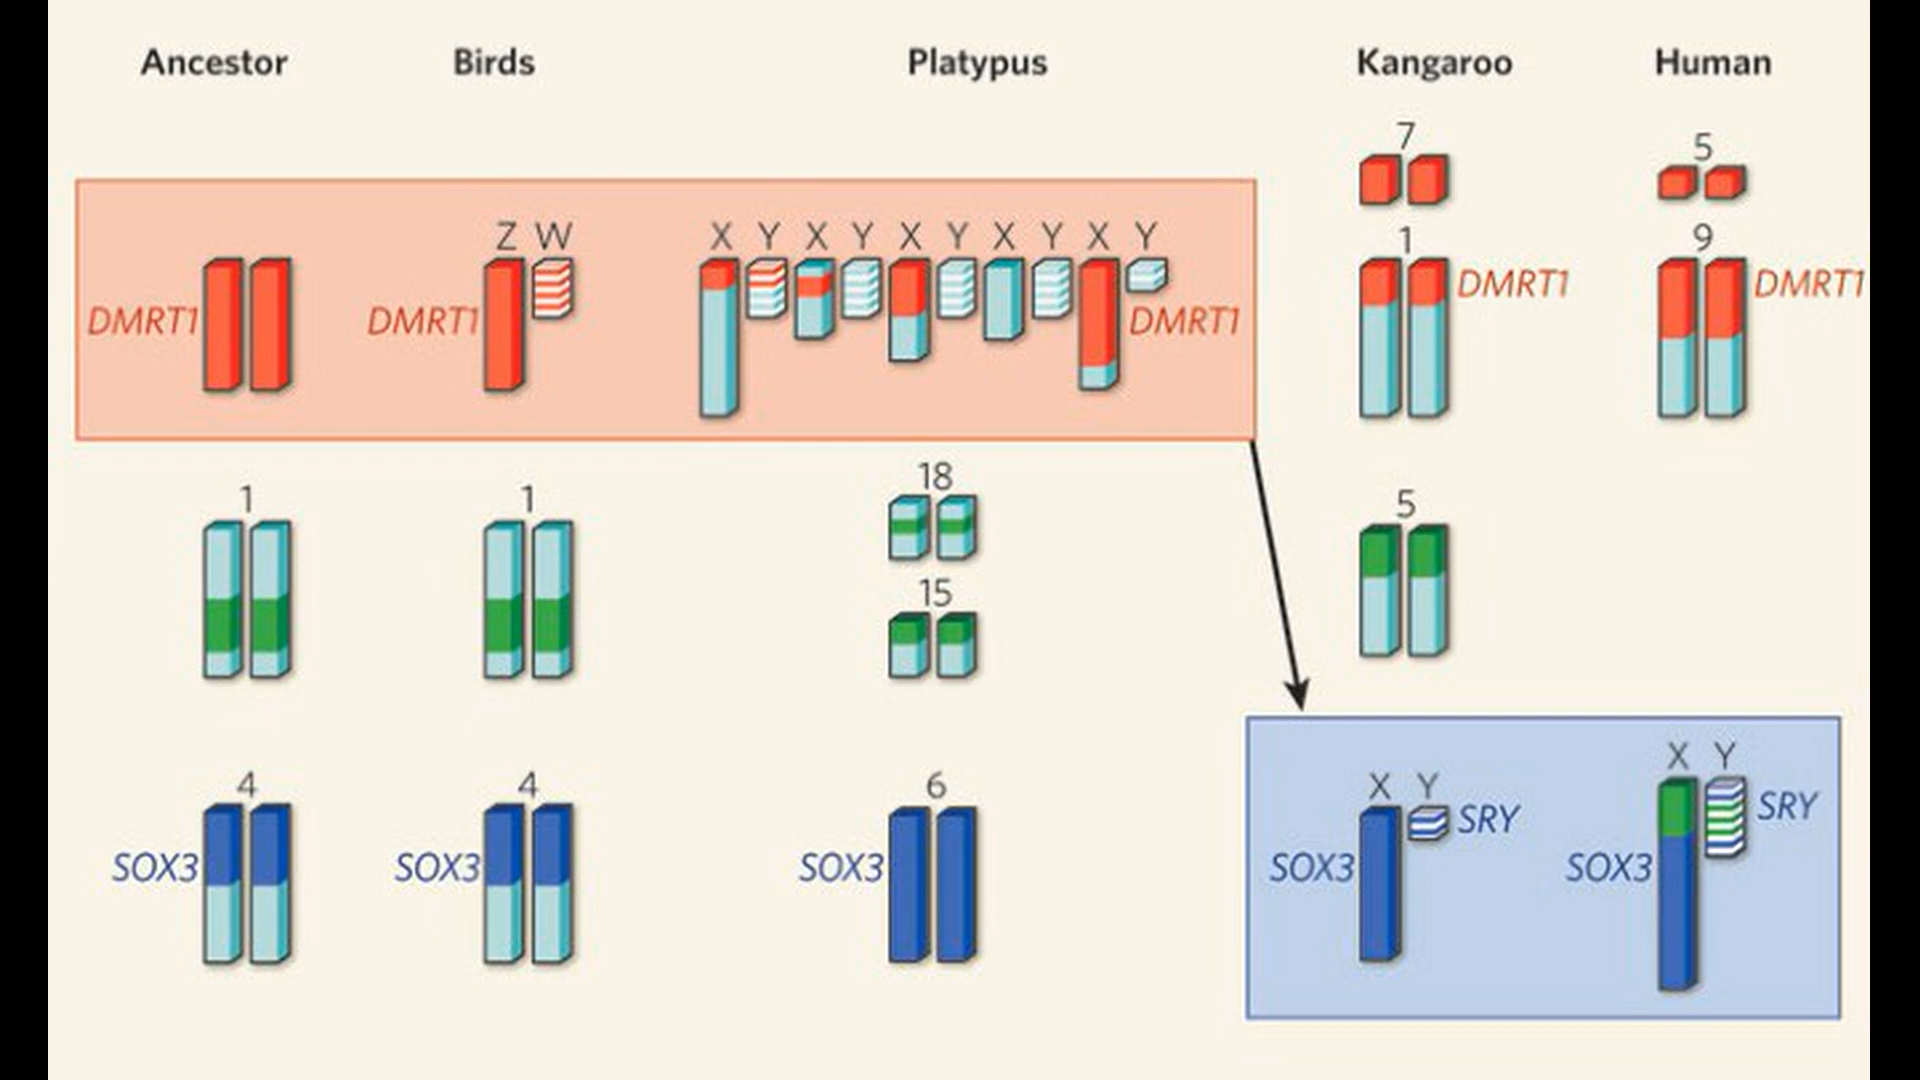 Ancestor Birds Platypus Kangaroo Human
7 5
Z W X Y X Y X Y X Y X Y 1 9
DMRT1 DMRT1
DMRT1 DMRT1 DMRT1
18
1 1 5
15
X Y
4 4 6 X Y
SRY SRY
SOX3 SOX3 SOX3 SOX3 SOX3